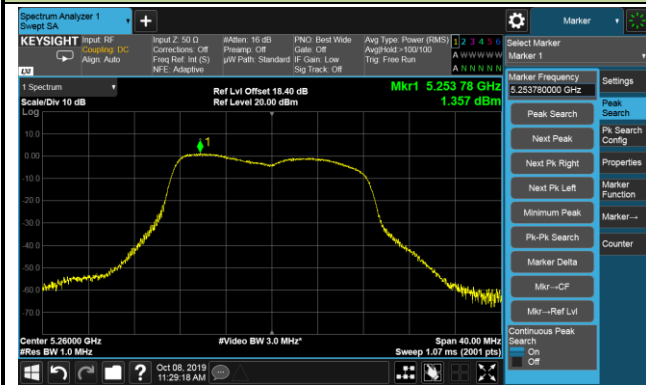 Spectrum Analyzer 1
Swept SA
+
Marker
KEYSIGHT
Input: RF
Coupling: DC
Align: Auto
Input Z: 50 Ω
Corrections: Off
Freq Ref: Int (S)
NFE: Adaptive
#Atten: 16 dB
Preamp: Off
µW Path: Standard
PNO: Best Wide
Gate: Off
IF Gain: Low
Sig Track: Off
Avg Type: Power (RMS)
Avg|Hold:>100/100
Trig: Free Run
1 2 3 4 5 6
A W W W W W
A N N N N N
LXI
Select Marker
Marker 1
1 Spectrum
Scale/Div 10 dB
Log
Ref Lvl Offset 18.40 dB
Ref Level 20.00 dBm
Mkr1 5.253 78 GHz
1.357 dBm
10.0
0.00
-10.0
-20.0
-30.0
-40.0
-50.0
-60.0
-70.0
1
Center 5.26000 GHz
#Res BW 1.0 MHz
#Video BW 3.0 MHz*
Span 40.00 MHz
Sweep 1.07 ms (2001 pts)
Marker Frequency
5.253780000 GHz
Peak Search
Next Peak
Next Pk Right
Next Pk Left
Minimum Peak
Pk-Pk Search
Marker Delta
Mkr→CF
Mkr→Ref Lvl
Continuous Peak
Search
On
Off
Settings
Peak
Search
Pk Search
Config
Properties
Marker
Function
Marker→
Counter
?
Oct 08, 2019
11:29:18 AM